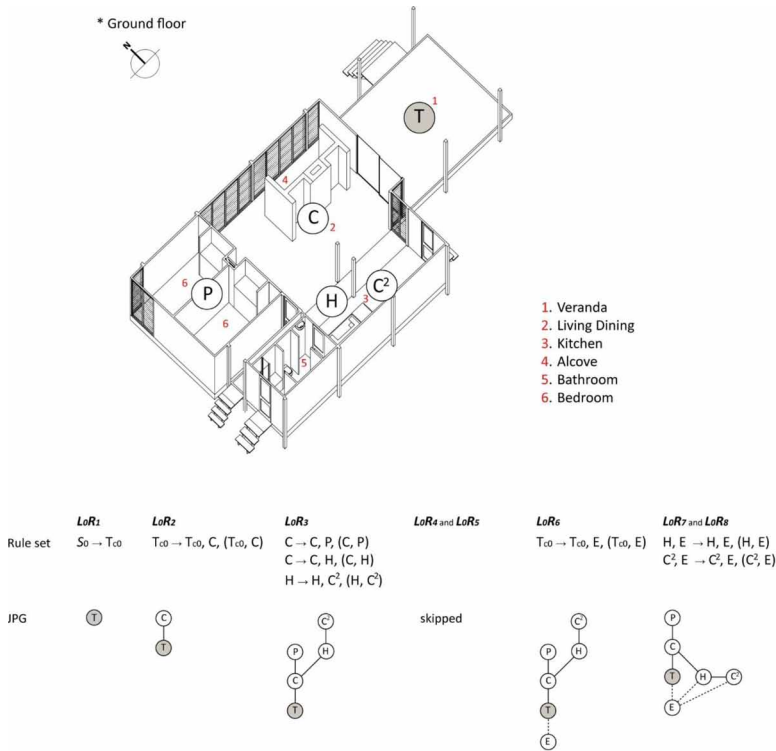 * Ground floor
N
T 1
4
C 2
6 P
H C² 3
6
5
1. Veranda
2. Living Dining
3. Kitchen
4. Alcove
5. Bathroom
6. Bedroom
L0R1 L0R2 L0R3 L0R4 and L0R5 L0R6 L0R7 and L0R8
Rule set S0 → Tc0 Tc0 → Tc0, C, (Tc0, C) C → C, P, (C, P) Tc0 → Tc0, E, (Tc0, E) H, E → H, E, (H, E)
C → C, H, (C, H) C², E → C², E, (C², E)
H → H, C², (H, C²)
JPG T C skipped C² C² P
P H P H C
T C C T H C²
T T E
E